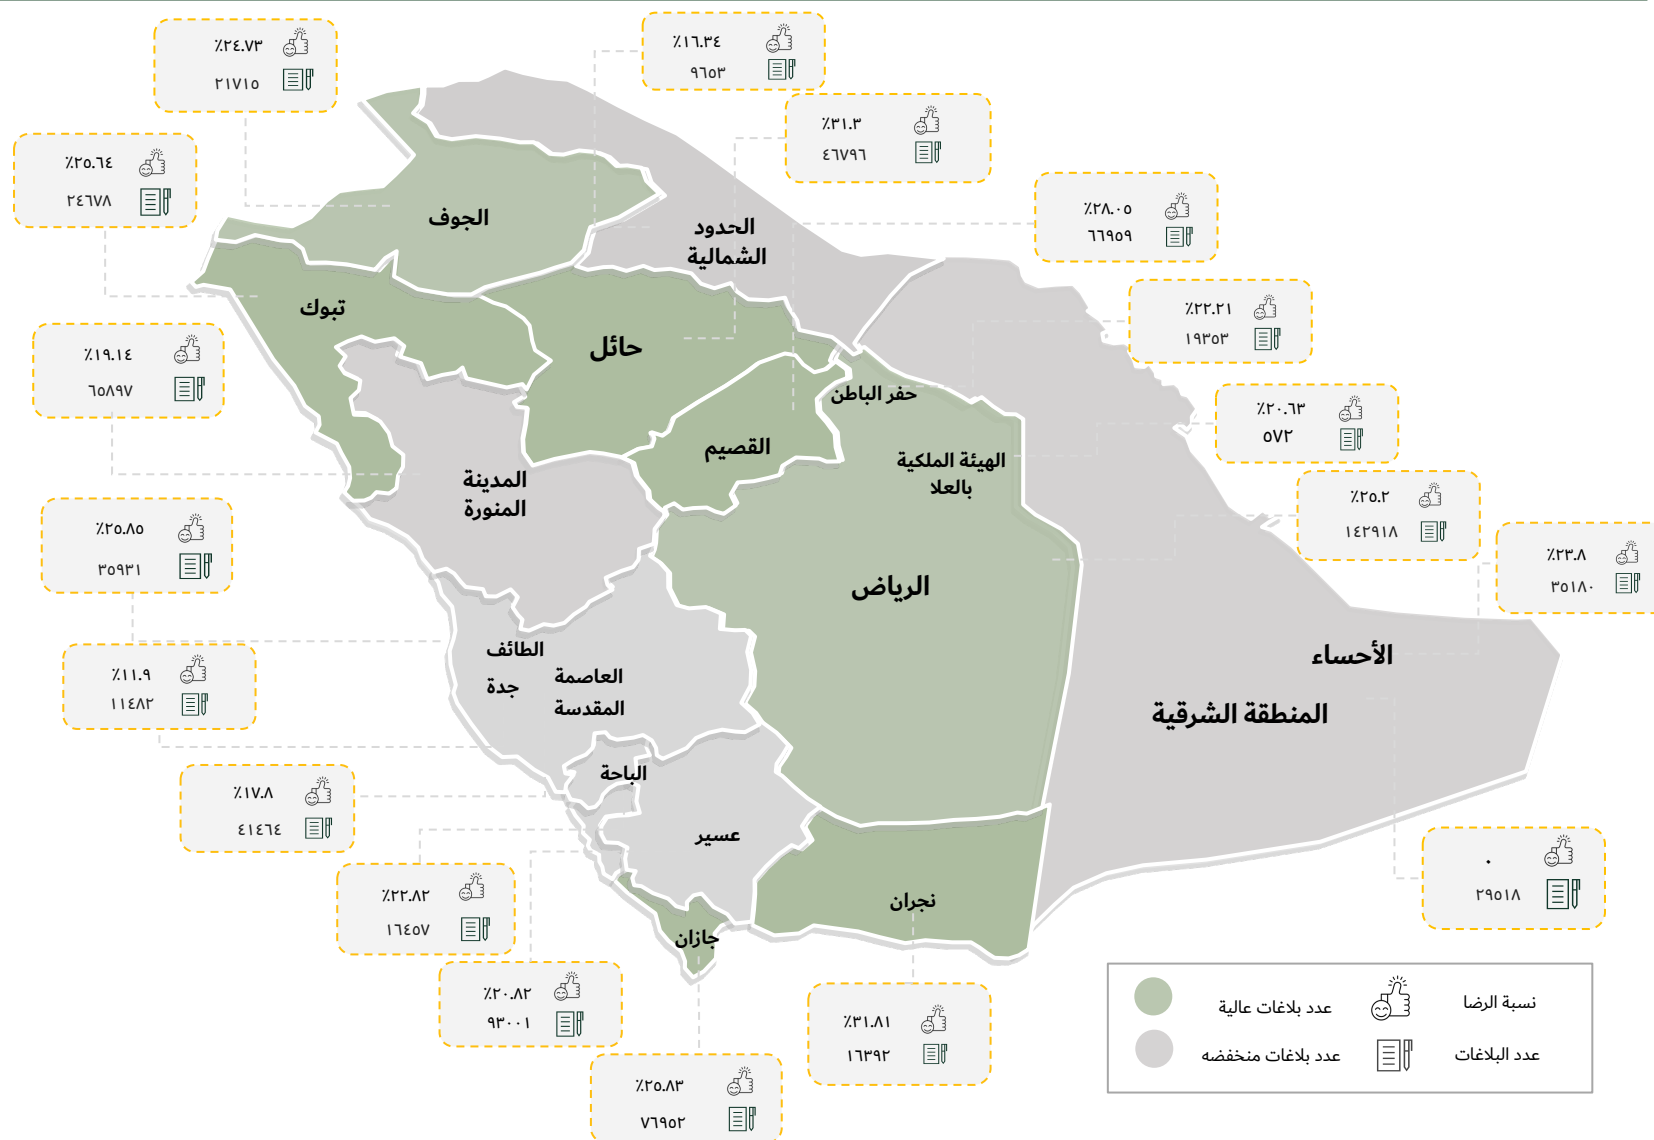 ٪٢٤.٧٣
٢١٧١٥
٪١٦.٣٤
٩٦٥٣
٪٣١.٣
٤٦٧٩٦
٪٢٥.٦٤
٢٤٦٧٨
٪٢٨.٠٥
٦٦٩٥٩
٪٢٢.٢١
١٩٣٥٣
٪١٩.١٤
٦٥٨٩٧
٪٢٠.٦٣
٥٧٢
٪٢٥.٢
١٤٢٩١٨
٪٢٣.٨
٣٥١٨٠
٪٢٥.٨٥
٣٥٩٣١
٪١١.٩
١١٤٨٢
٪١٧.٨
٤١٤٦٤
٪٢٢.٨٢
١٦٤٥٧
٪٢٠.٨٢
٩٣٠٠١
٪٢٥.٨٣
٧٦٩٥٢
٪٣١.٨١
١٦٣٩٢
٠
٢٩٥١٨
الجوف
الحدود
الشمالية
تبوك
حائل
حفر الباطن
القصيم
الهيئة الملكية
بالعلا
المدينة
المنورة
الرياض
الطائف
العاصمة
المقدسة
جدة
الأحساء
المنطقة الشرقية
الباحة
عسير
نجران
جازان
نسبة الرضا
عدد بلاغات عالية
عدد البلاغات
عدد بلاغات منخفضه